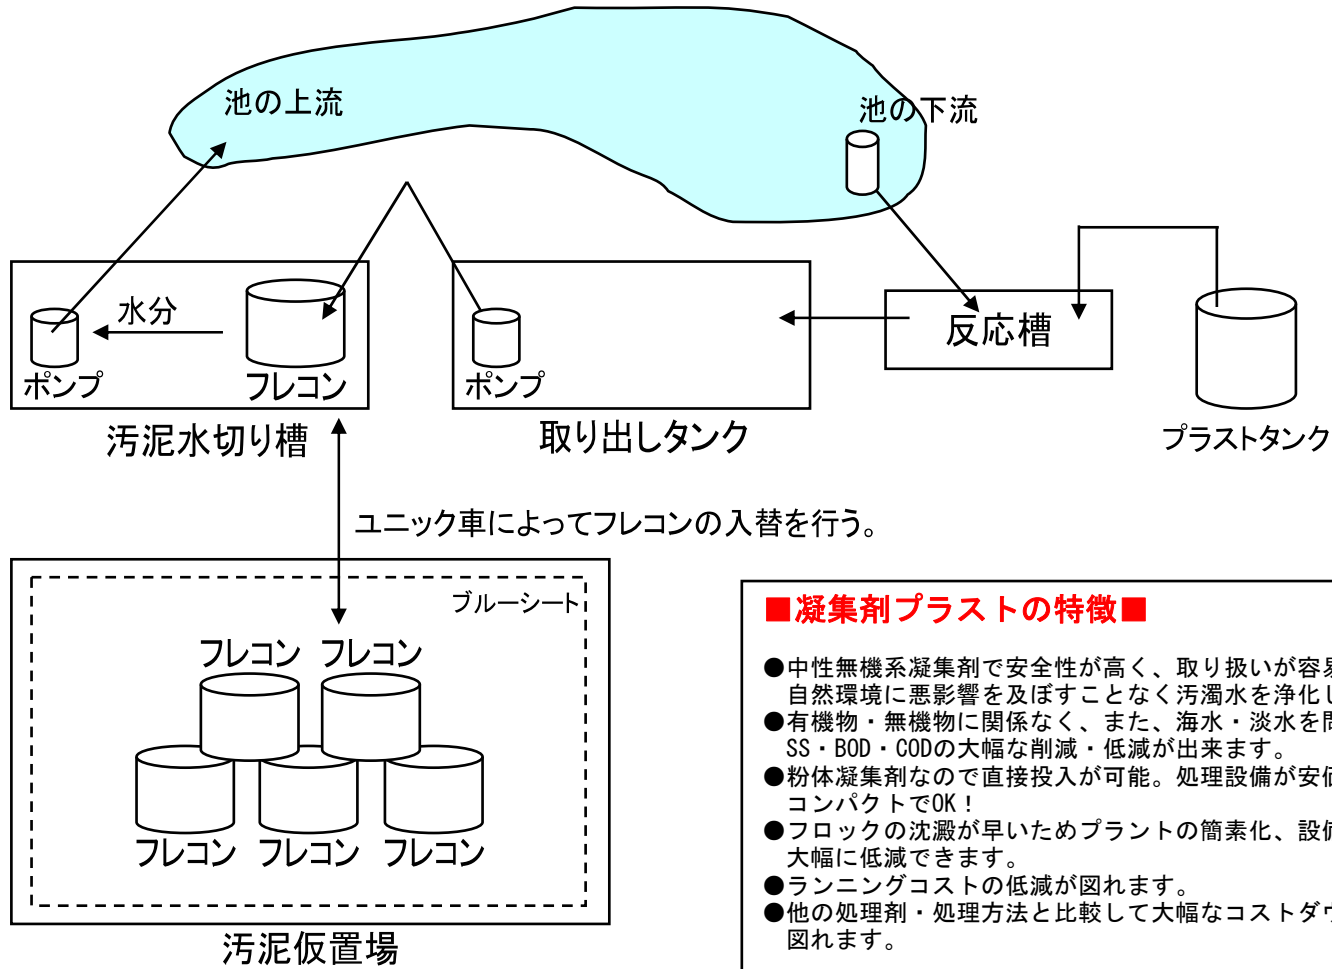 池の上流
池の下流
水分
ポンプ
フレコン
ポンプ
反応槽
汚泥水切り槽
取り出しタンク
プラストタンク
ユニック車によってフレコンの入替を行う。
ブルーシート
フレコン フレコン
フレコン フレコン フレコン
汚泥仮置場
■凝集剤プラストの特徴■
●中性無機系凝集剤で安全性が高く、取り扱いが容
自然環境に悪影響を及ぼすことなく汚濁水を浄化し
●有機物・無機物に関係なく、また、海水・淡水を
SS・BOD・CODの大幅な削減・低減が出来ます。
●粉体凝集剤なので直接投入が可能。処理設備が安
コンパクトでOK！
●フロックの沈澱が早いためプラントの簡素化、設
大幅に低減できます。
●ランニングコストの低減が図れます。
●他の処理剤・処理方法と比較して大幅なコストダ
図れます。